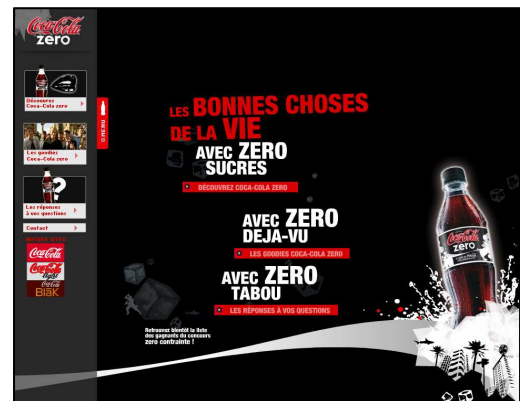 Coca-Cola
zero
Découvrez
Coca-Cola zero
Les goodies
Coca-Cola zero
Les réponses
à vos questions
Contact
Coca-Cola
Coca-Cola
light
Coca-Cola
BlāK
MENU
LES BONNES CHOSES
DE LA VIE
AVEC ZERO
SUCRES
DÉCOUVREZ COCA-COLA ZERO
AVEC ZERO
DEJA-VU
LES GOODIES COCA-COLA ZERO
AVEC ZERO
TABOU
LES RÉPONSES À VOS QUESTIONS
Retrouvez bientôt la liste
des gagnants du concours
zero contrainte !
Coca-Cola
zero